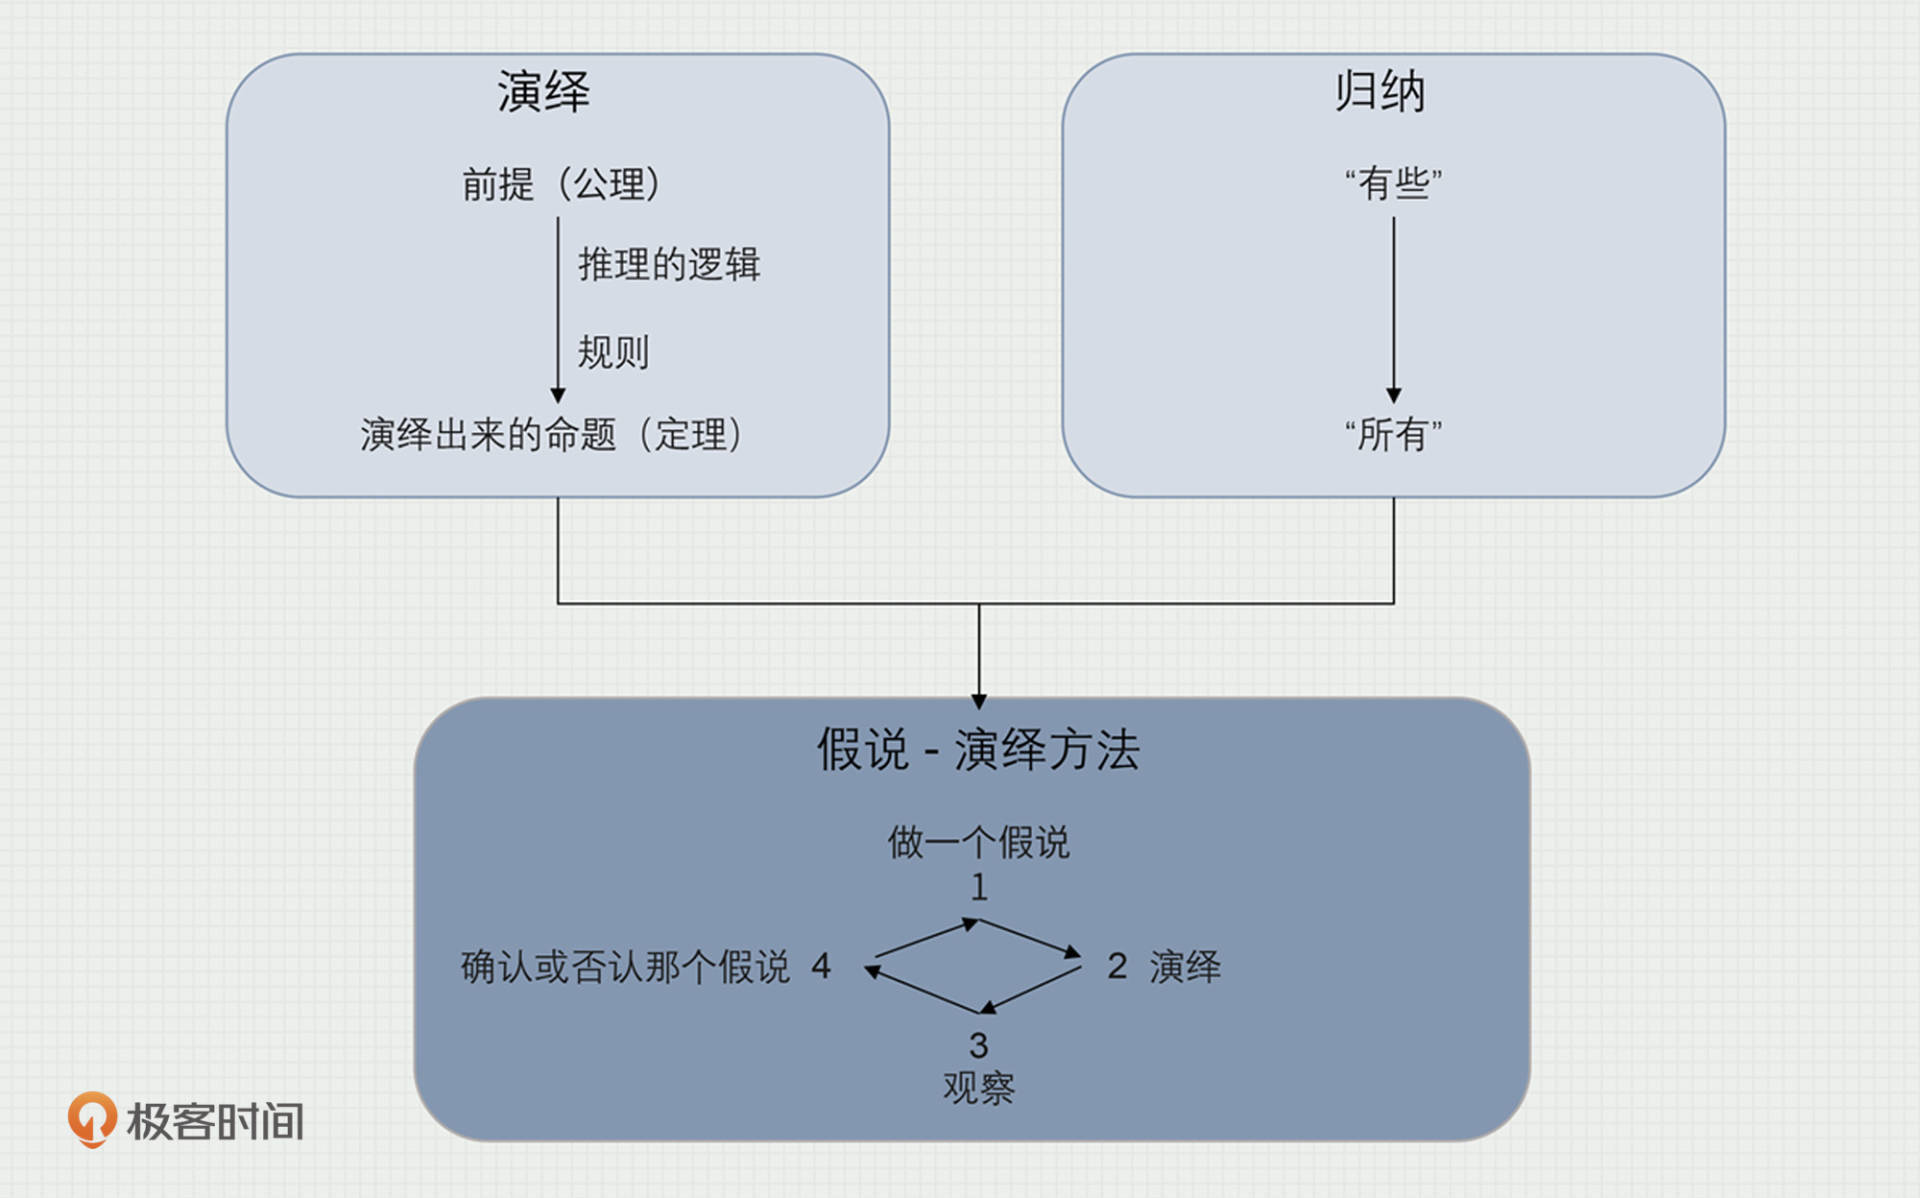 演绎
前提（公理）
推理的逻辑
规则
演绎出来的命题（定理）
归纳
“有些”
“所有”
假说 - 演绎方法
做一个假说
1
确认或否认那个假说 4
2 演绎
3
观察
极客时间